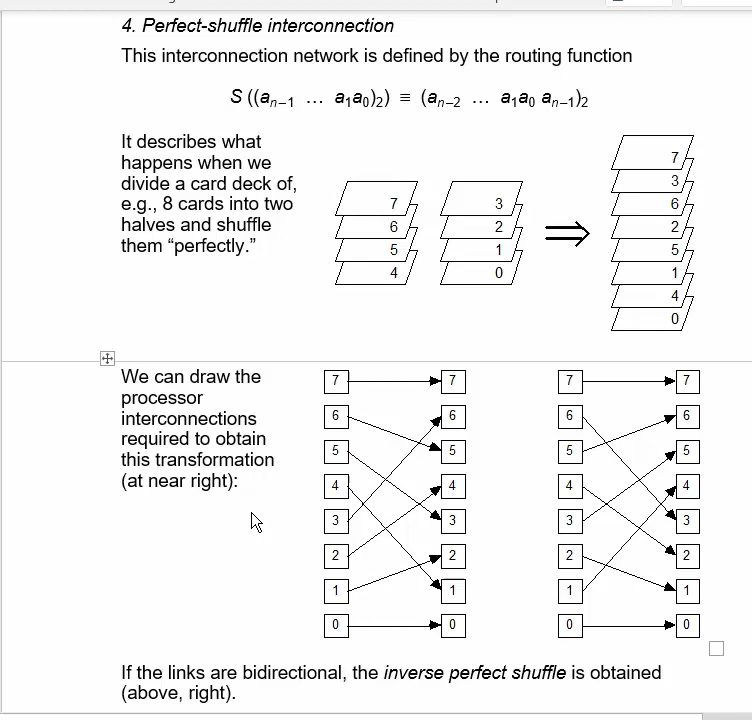 4. Perfect-shuffle interconnection
This interconnection network is defined by the routing function
S ((aₙ₋₁ … a₁a₀)₂) ≡ (aₙ₋₂ … a₁a₀ aₙ₋₁)₂
It describes what
happens when we
divide a card deck of,
e.g., 8 cards into two
halves and shuffle
them “perfectly.”
7 3
6 2
5 1
4 0
7
3
6
2
5
1
4
0
We can draw the
processor
interconnections
required to obtain
this transformation
(at near right):
7 7 7 7
6 6 6 6
5 5 5 5
4 4 4 4
3 3 3 3
2 2 2 2
1 1 1 1
0 0 0 0
If the links are bidirectional, the inverse perfect shuffle is obtained
(above, right).